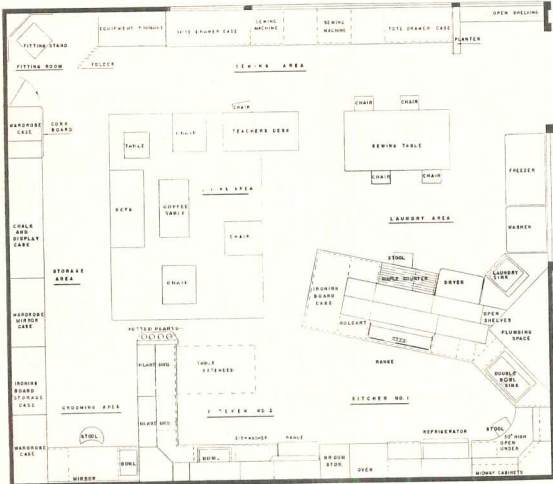 OPEN SHELVING
FITTING STAND
EQUIPMENT STORAGE
TOTE DRAWER CASE
SEWING
MACHINE
SEWING
MACHINE
TOTE DRAWER CASE
PLANTER
FITTING ROOM
FOLDER
SEWING AREA
WARDROBE
CASE
CORK
BOARD
CHAIR
TEACHERS DESK
CHAIR
TABLE
CHAIR
CHAIR
SEWING TABLE
CHAIR
CHAIR
FREEZER
SOFA
COFFEE
TABLE
AREA
LAUNDRY AREA
CHALK
AND
DISPLAY
CASE
STORAGE
AREA
CHAIR
CHAIR
WASHER
STOOL
MAPLE COUNTER
DRYER
LAUNDRY
SINK
IRONING
BOARD
CASE
WARDROBE
MIRROR
CASE
OPEN
SHELVES
PLUMBING
SPACE
POTTED PLANTS
TABLE
EXTENDED
RANGE
DOUBLE
BOWL
SINK
IRONING
BOARD
STORAGE
CASE
GROOMING AREA
KITCHEN NO.1
STOOL
DISHWASHER
RANGE
REFRIGERATOR
STOOL
30" HIGH
OPEN
UNDER
WARDROBE
CASE
MIRROR
BOWL
BOWL
BROOM
STOR.
OVEN
MIDWAY CABINETS